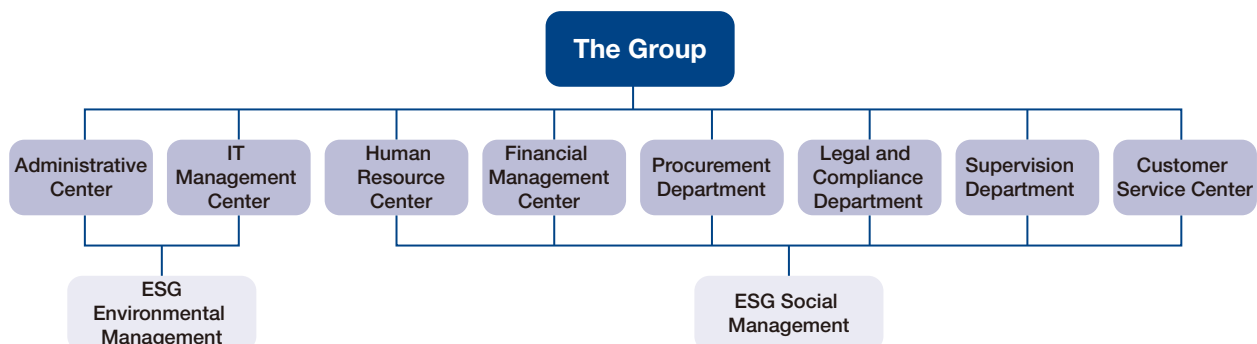 The Group
Administrative
Center
IT
Management
Center
Human
Resource
Center
Financial
Management
Center
Procurement
Department
Legal and
Compliance
Department
Supervision
Department
Customer
Service Center
ESG
Environmental
Management
ESG Social
Management